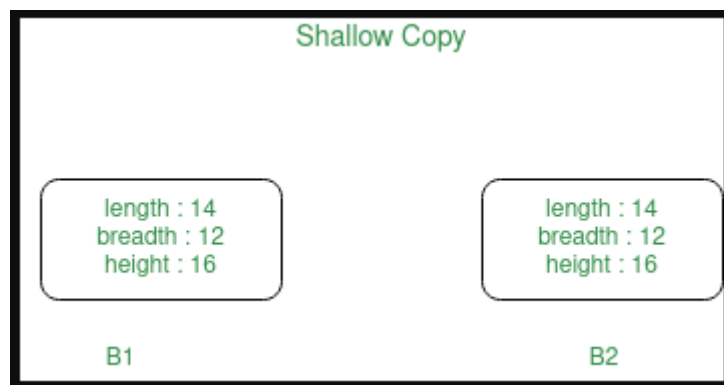 Shallow Copy
length : 14
breadth : 12
height : 16
length : 14
breadth : 12
height : 16
B1
B2